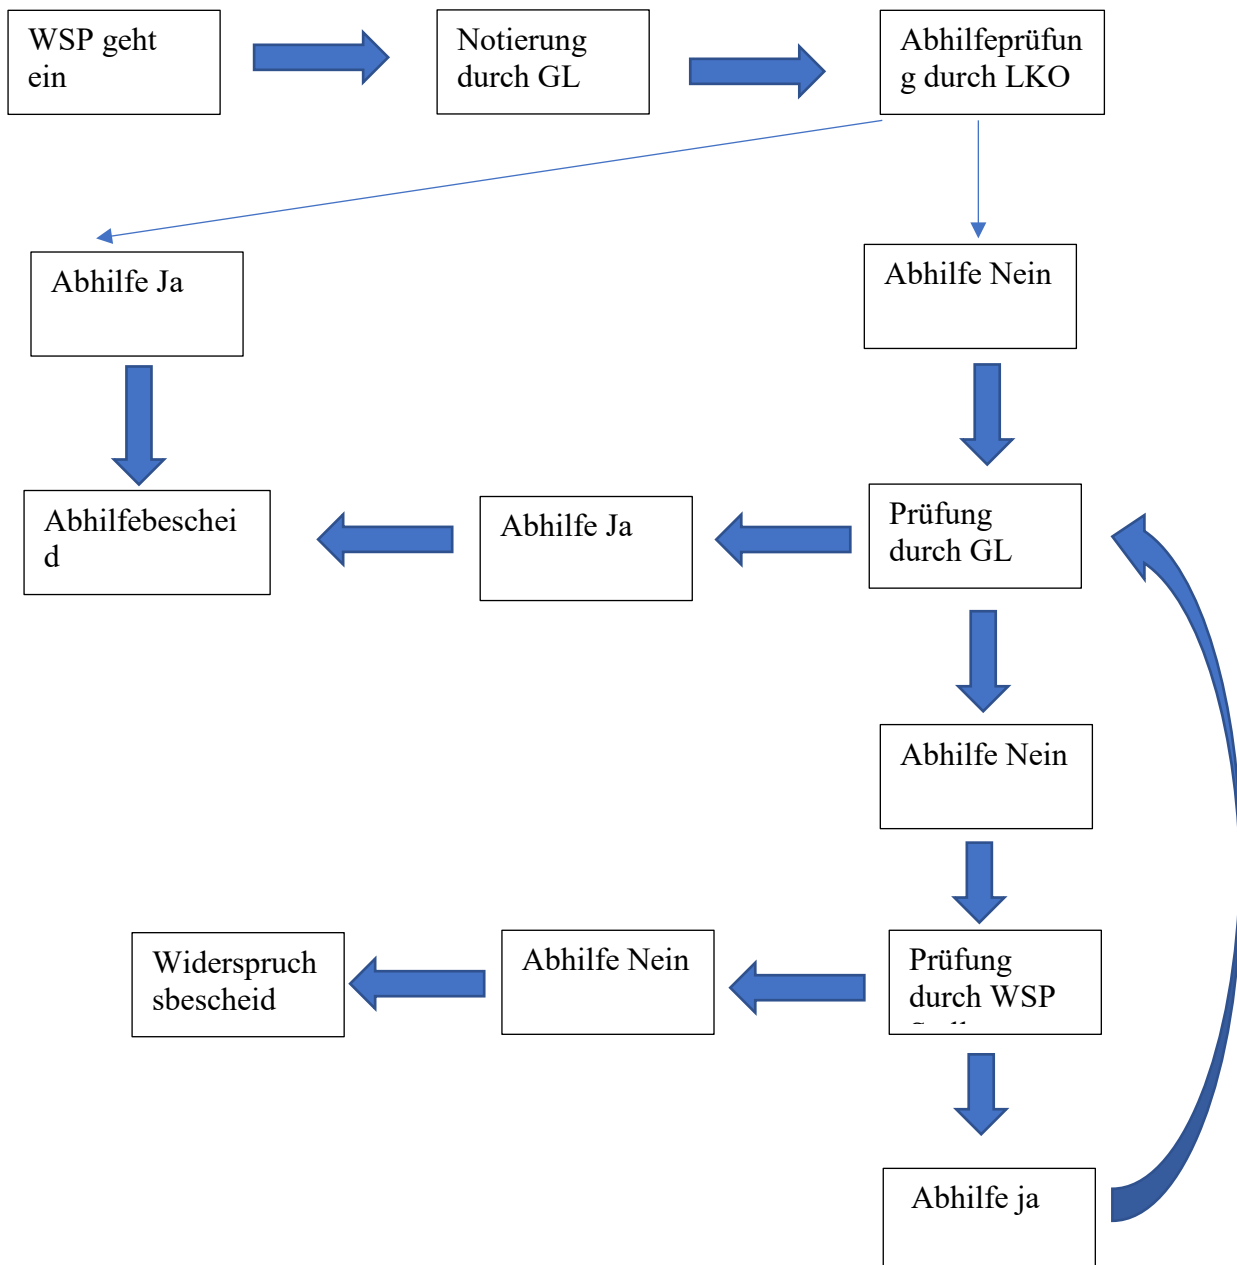 WSP geht
ein
Notierung
durch GL
Abhilfeprüfun
g durch LKO
Abhilfe Ja
Abhilfe Nein
Abhilfebeschei
d
Abhilfe Ja
Prüfung
durch GL
Abhilfe Nein
Widerspruch
sbescheid
Abhilfe Nein
Prüfung
durch WSP
Abhilfe ja